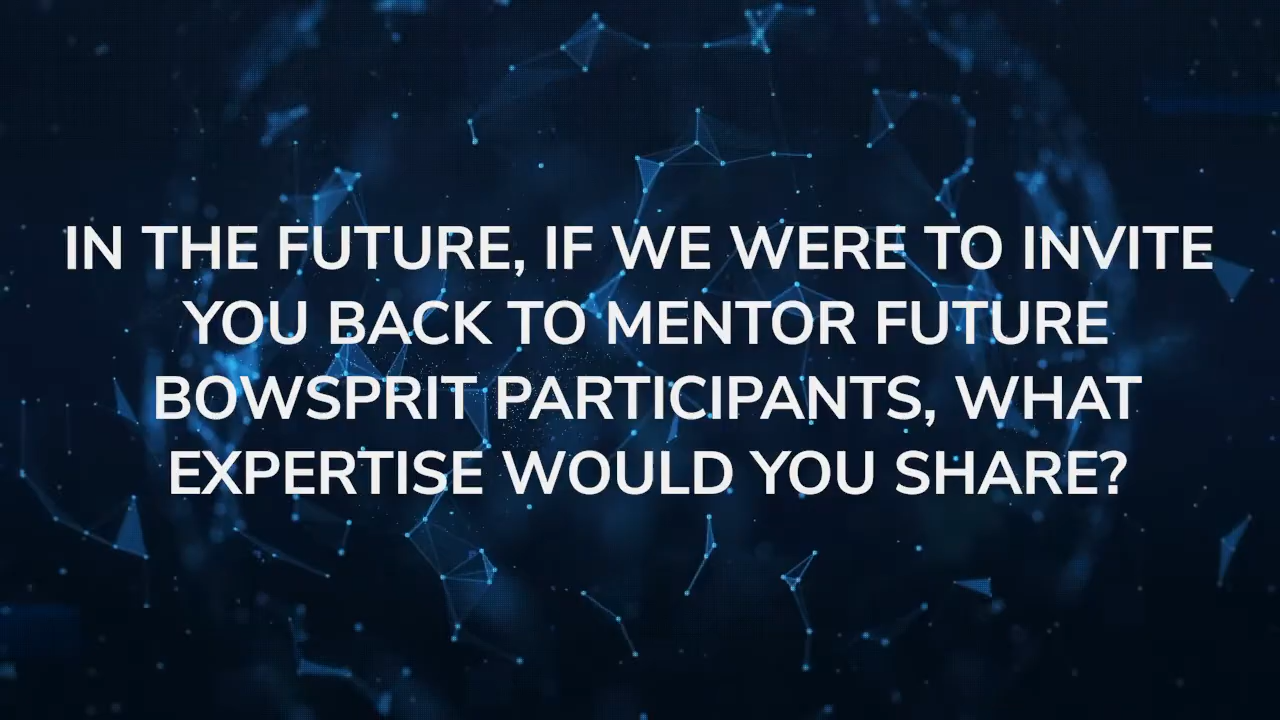 IN THE FUTURE, IF WE WERE TO INVITE
YOU BACK TO MENTOR FUTURE
BOWSPRIT PARTICIPANTS, WHAT
EXPERTISE WOULD YOU SHARE?